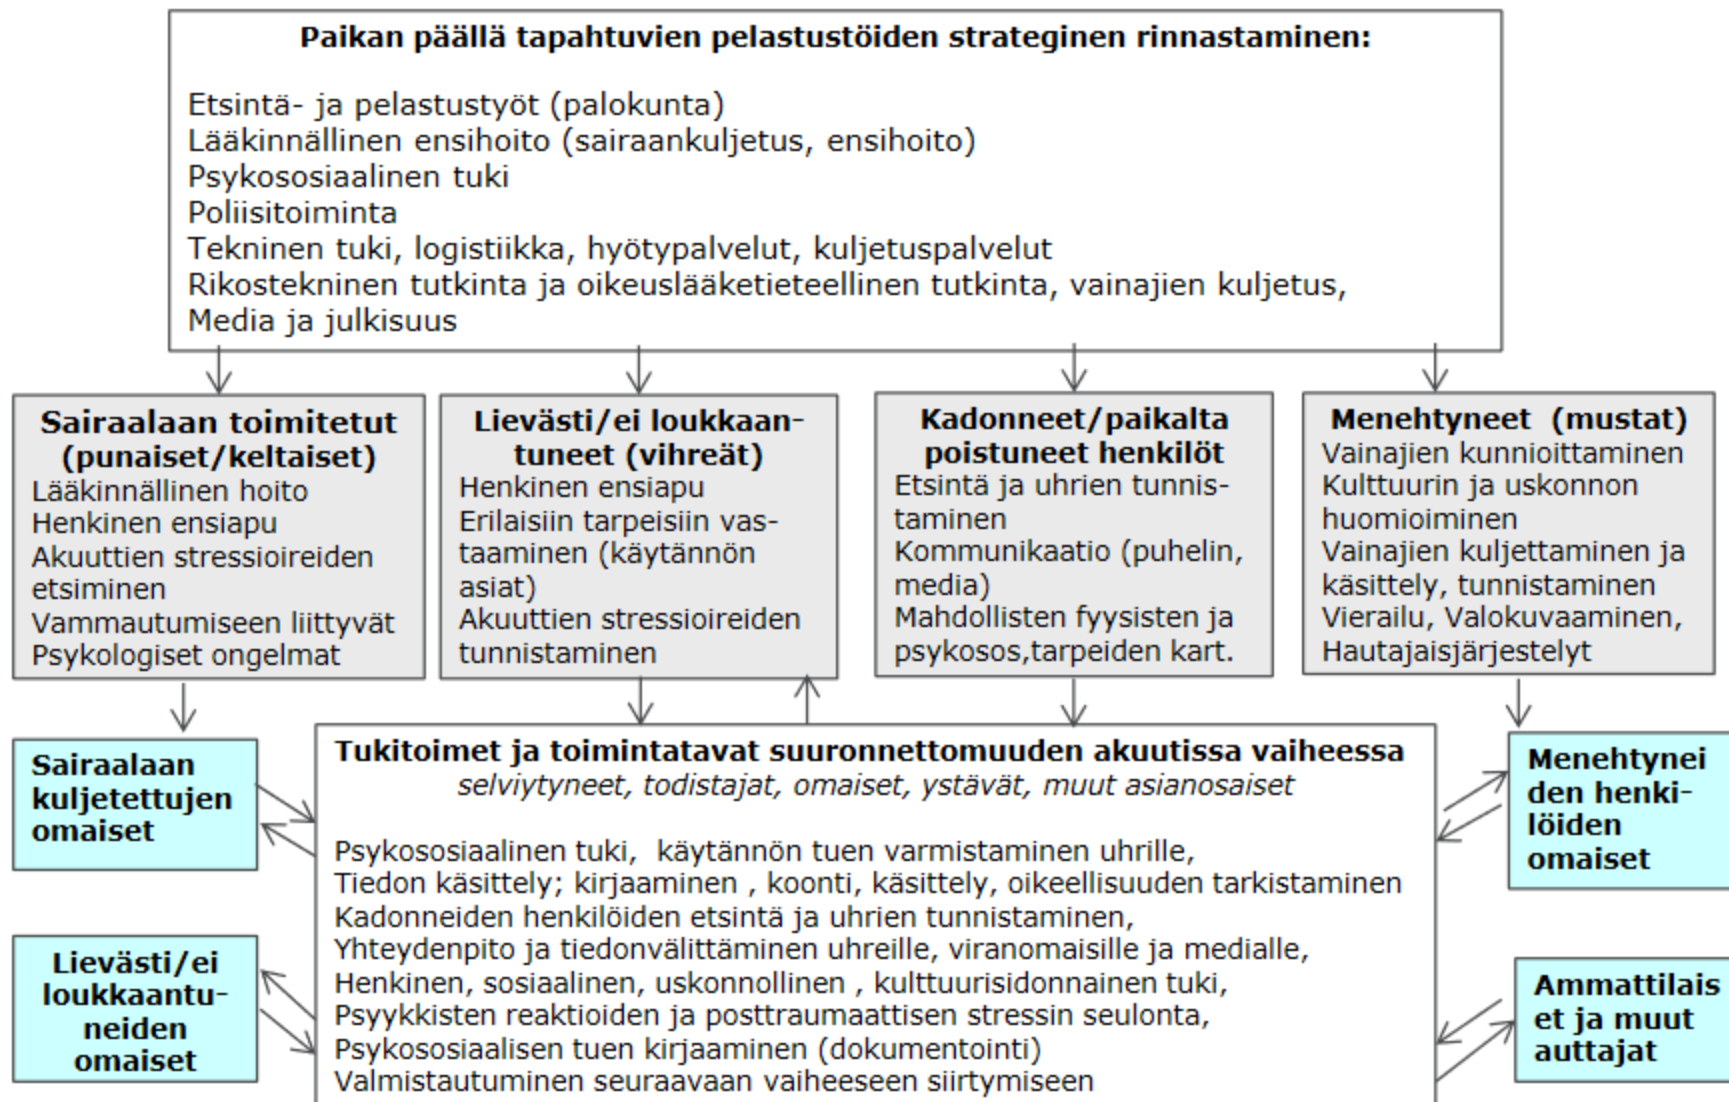 Paikan päällä tapahtuvien pelastustöiden strateginen rinnastaminen:
Etsintä- ja pelastustyöt (palokunta)
Lääkinnällinen ensihoito (sairaankuljetus, ensihoito)
Psykososiaalinen tuki
Poliisitoiminta
Tekninen tuki, logistiikka, hyötypalvelut, kuljetuspalvelut
Rikostekninen tutkinta ja oikeuslääketieteellinen tutkinta, vainajien kuljetus,
Media ja julkisuus
Sairaalaan toimitetut
(punaiset/keltaiset)
Lääkinnällinen hoito
Henkinen ensiapu
Akuuttien stressioireiden
etsiminen
Vammautumiseen liittyvät
Psykologiset ongelmat
Lievästi/ei loukkaan-
tuneet (vihreät)
Henkinen ensiapu
Erilaisiin tarpeisiin vas-
taaminen (käytännön
asiat)
Akuuttien stressioireiden
tunnistaminen
Kadonneet/paikalta
poistuneet henkilöt
Etsintä ja uhrien tunnis-
taminen
Kommunikaatio (puhelin,
media)
Mahdollisten fyysisten ja
psykosos,tarpeiden kart.
Menehtyneet (mustat)
Vainajien kunnioittaminen
Kulttuurin ja uskonnon
huomioiminen
Vainajien kuljettaminen ja
käsittely, tunnistaminen
Vierailu, Valokuvaaminen,
Hautajaisjärjestelyt
Sairaalaan
kuljetettujen
omaiset
Lievästi/ei
loukkaantu-
neiden
omaiset
Tukitoimet ja toimintatavat suuronnettomuuden akuutissa vaiheessa
selviytyneet, todistajat, omaiset, ystävät, muut asianosaiset
Psykososiaalinen tuki, käytännön tuen varmistaminen uhrille,
Tiedon käsittely; kirjaaminen , koonti, käsittely, oikeellisuuden tarkistaminen
Kadonneiden henkilöiden etsintä ja uhrien tunnistaminen,
Yhteydenpito ja tiedonvälittäminen uhreille, viranomaisille ja medialle,
Henkinen, sosiaalinen, uskonnollinen , kulttuurisidonnainen tuki,
Psyykkisten reaktioiden ja posttraumaattisen stressin seulonta,
Psykososiaalisen tuen kirjaaminen (dokumentointi)
Valmistautuminen seuraavaan vaiheeseen siirtymiseen
Menehtynei
den henki-
löiden
omaiset
Ammattilais
et ja muut
auttajat